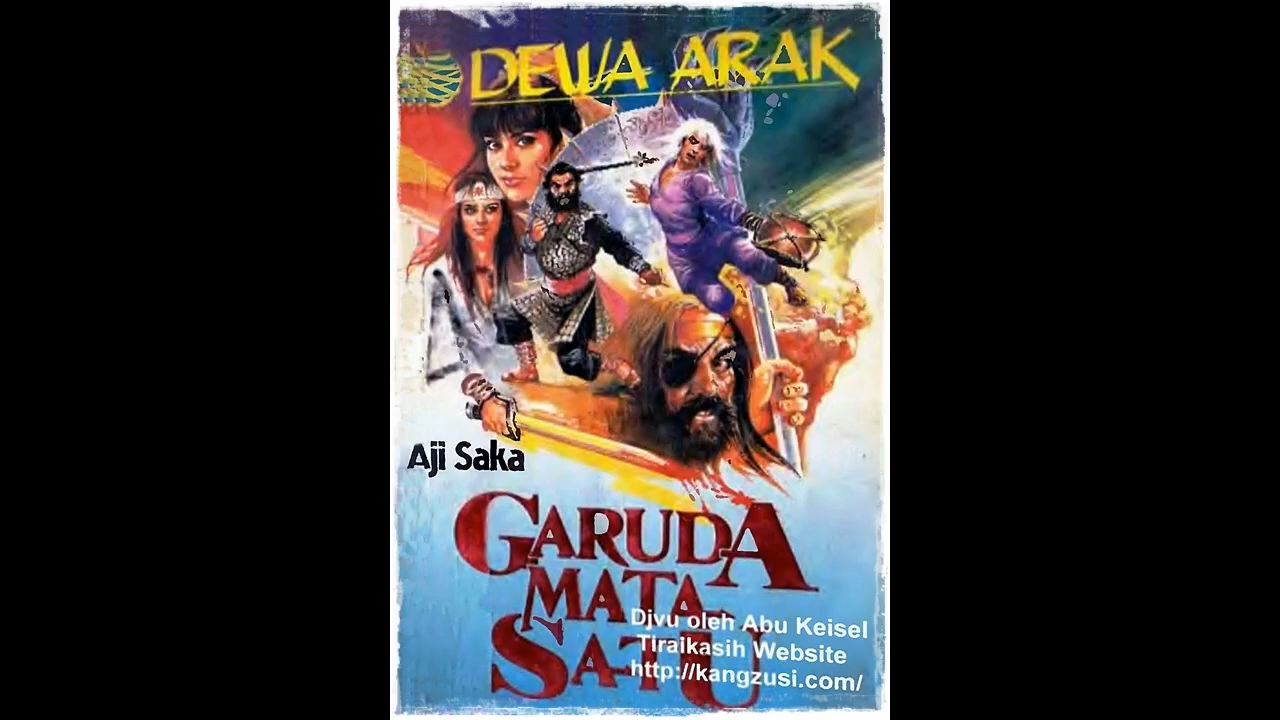 DEWA ARAK
Aji Saka
GARUDA
MATA
SATU
Djvu oleh Abu Keisel
Tiraikasih Website
http://kangzusi.com/